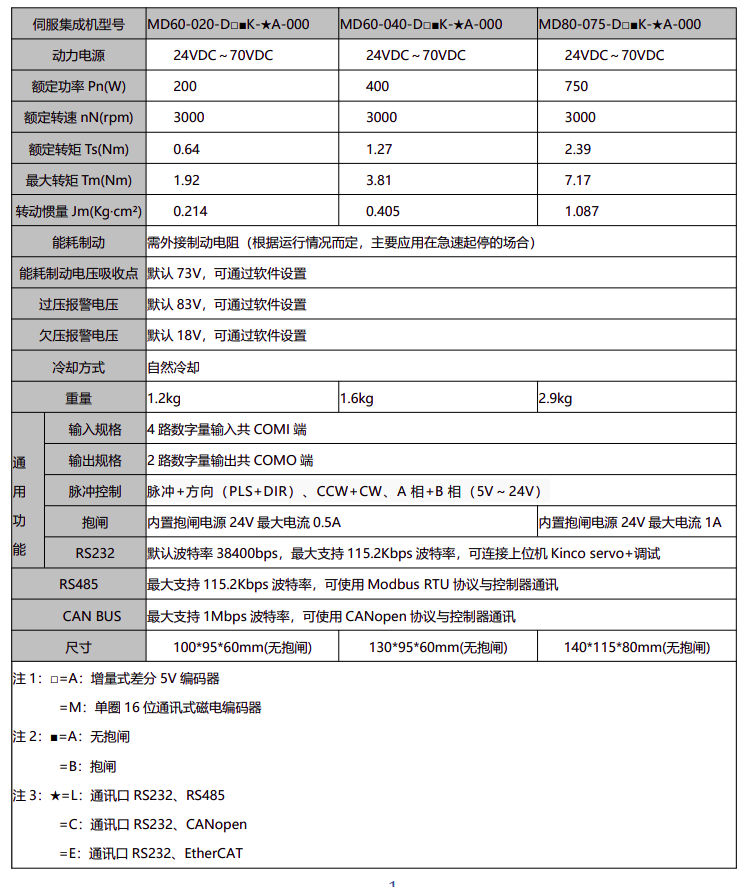 伺服集成机型号 MD60-020-D□■K-★A-000 MD60-040-D□■K-★A-000 MD80-075-D□■K-★A-000
动力电源 24VDC～70VDC 24VDC～70VDC 24VDC～70VDC
额定功率 Pn(W) 200 400 750
额定转速 nN(rpm) 3000 3000 3000
额定转矩 Ts(Nm) 0.64 1.27 2.39
最大转矩 Tm(Nm) 1.92 3.81 7.17
转动惯量 Jm(Kg·cm²) 0.214 0.405 1.087
能耗制动 需外接制动电阻（根据运行情况而定，主要应用在急速起停的场合）
能耗制动电压吸收点 默认 73V，可通过软件设置
过压报警电压 默认 83V，可通过软件设置
欠压报警电压 默认 18V，可通过软件设置
冷却方式 自然冷却
重量 1.2kg 1.6kg 2.9kg
通用功能
输入规格 4 路数字量输入共 COMI 端
输出规格 2 路数字量输出共 COMO 端
脉冲控制 脉冲+方向（PLS+DIR）、CCW+CW、A 相+B 相（5V～24V）
抱闸 内置抱闸电源 24V 最大电流 0.5A 内置抱闸电源 24V 最大电流 1A
RS232 默认波特率 38400bps，最大支持 115.2Kbps 波特率，可连接上位机 Kinco servo+调试
RS485 最大支持 115.2Kbps 波特率，可使用 Modbus RTU 协议与控制器通讯
CAN BUS 最大支持 1Mbps 波特率，可使用 CANopen 协议与控制器通讯
尺寸 100*95*60mm(无抱闸) 130*95*60mm(无抱闸) 140*115*80mm(无抱闸)
注 1：□=A：增量式差分 5V 编码器
=M：单圈 16 位通讯式磁电编码器
注 2：■=A：无抱闸
=B：抱闸
注 3：★=L：通讯口 RS232、RS485
=C：通讯口 RS232、CANopen
=E：通讯口 RS232、EtherCAT
1